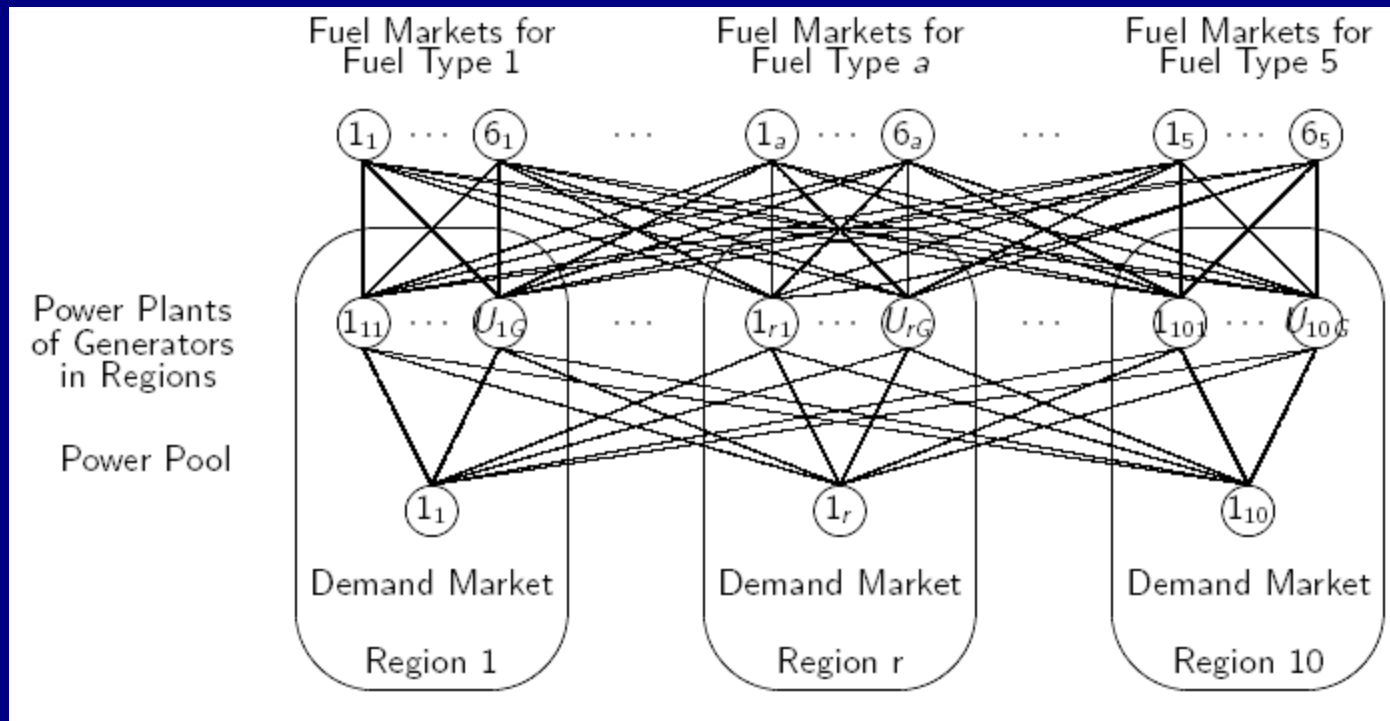 Fuel Markets for
Fuel Type 1
Fuel Markets for
Fuel Type a
Fuel Markets for
Fuel Type 5
1₁ ··· 6₁ ··· 1ₐ ··· 6ₐ ··· 1₅ ··· 6₅
Power Plants
of Generators
in Regions
1₁₁ ··· U₁G ··· 1ᵣ₁ ··· UᵣG ··· 1₁₀₁ ··· U₁₀G
Power Pool
1₁ 1ᵣ 1₁₀
Demand Market Demand Market Demand Market
Region 1 Region r Region 10